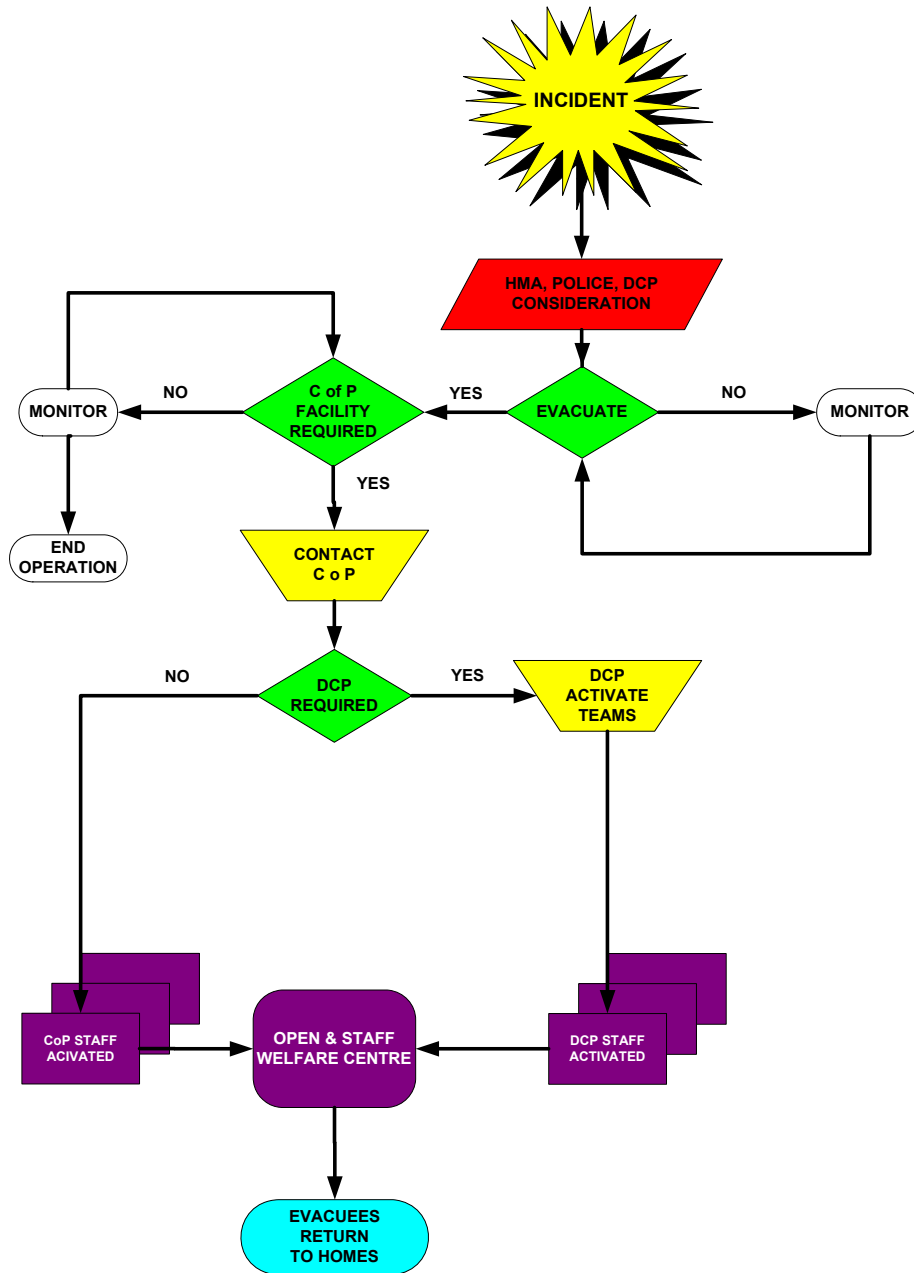 INCIDENT
HMA, POLICE, DCP
CONSIDERATION
C of P
FACILITY
REQUIRED
NO
YES
EVACUATE
NO
MONITOR
MONITOR
YES
END
OPERATION
CONTACT
C o P
NO
DCP
REQUIRED
YES
DCP
ACTIVATE
TEAMS
CoP STAFF
ACIVATED
OPEN & STAFF
WELFARE CENTRE
DCP STAFF
ACTIVATED
EVACUEES
RETURN
TO HOMES